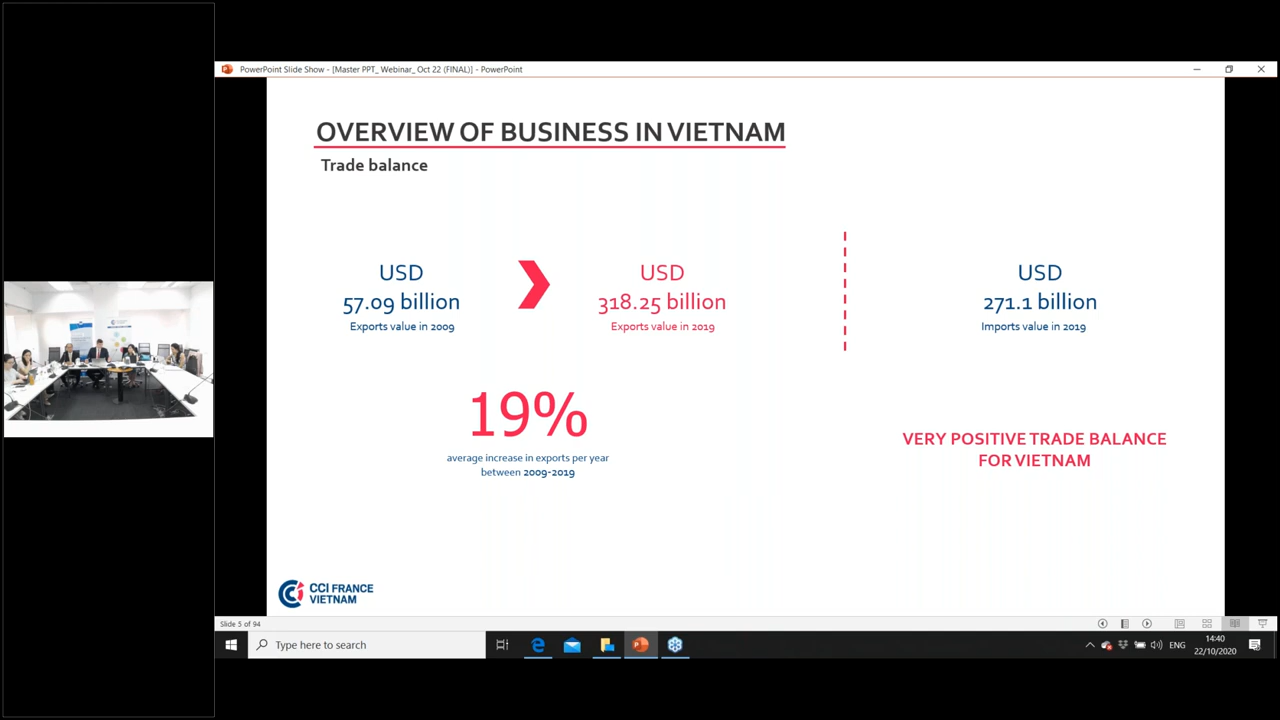 PowerPoint Slide Show - [Master PPT_ Webinar_ Oct 22 (FINAL)] - PowerPoint
OVERVIEW OF BUSINESS IN VIETNAM
Trade balance
USD
57.09 billion
Exports value in 2009
USD
318.25 billion
Exports value in 2019
USD
271.1 billion
Imports value in 2019
19%
average increase in exports per year
between 2009-2019
VERY POSITIVE TRADE BALANCE
FOR VIETNAM
CCI FRANCE
VIETNAM
Slide 5 of 94
Type here to search
ENG
14:40
22/10/2020